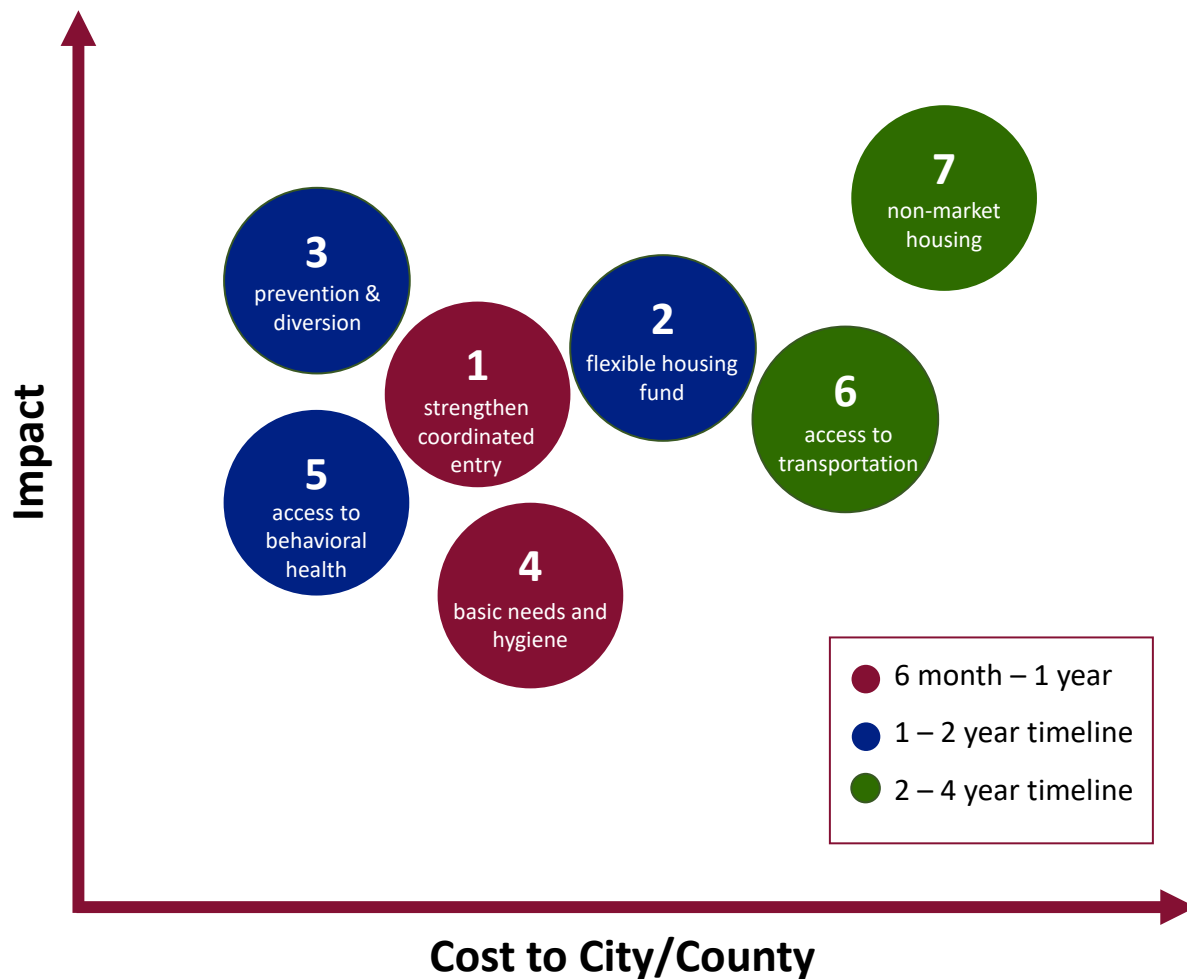 Impact
7
non-market
housing
3
prevention &
diversion
2
flexible housing
fund
1
strengthen
coordinated
entry
6
access to
transportation
5
access to
behavioral
health
4
basic needs and
hygiene
6 month – 1 year
1 – 2 year timeline
2 – 4 year timeline
Cost to City/County